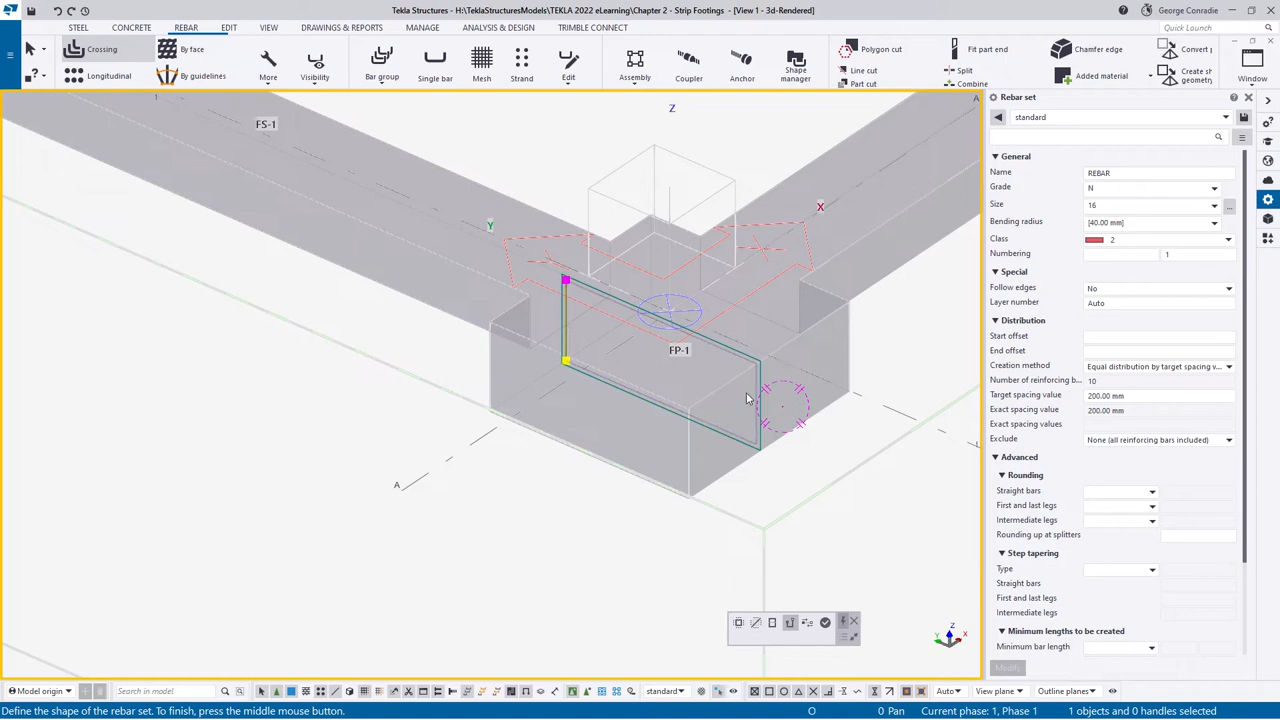 Tekla Structures - H:\TeklaStructuresModels\TEKLA 2022 eLearning\Chapter 2 - Strip Footings - [View 1 - 3d-Rendered]
George Conradie
STEEL CONCRETE REBAR EDIT VIEW DRAWINGS & REPORTS MANAGE ANALYSIS & DESIGN TRIMBLE CONNECT
Quick Launch
Crossing
By face
Longitudinal
By guidelines
More
Visibility
Bar group
Single bar
Mesh
Strand
Edit
Assembly
Coupler
Anchor
Shape manager
Polygon cut
Line cut
Part cut
Fit part end
Split
Combine
Chamfer edge
Added material
Convert
Create sh
geometry
Window
FS-1
1
Z
A
Y
X
FP-1
A
Rebar set
standard
General
Name REBAR
Grade N
Size 16
Bending radius [40.00 mm]
Class 2
Numbering 1
Special
Follow edges No
Layer number Auto
Distribution
Start offset
End offset
Creation method Equal distribution by target spacing v...
Number of reinforcing b... 10
Target spacing value 200.00 mm
Exact spacing value 200.00 mm
Exact spacing values
Exclude None (all reinforcing bars included)
Advanced
Rounding
Straight bars
First and last legs
Intermediate legs
Rounding up at splitters
Step tapering
Type
Straight bars
First and last legs
Intermediate legs
Minimum lengths to be created
Minimum bar length
Modify
Z
Y
X
Model origin
Search in model
standard
Auto
View plane
Outline planes
Define the shape of the rebar set. To finish, press the middle mouse button.
O
0 Pan
Current phase: 1, Phase 1
1 objects and 0 handles selected